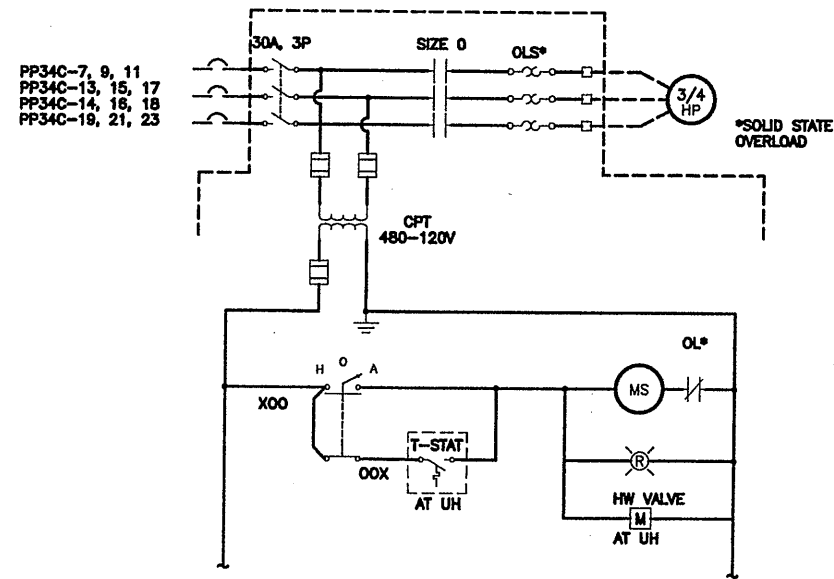 30A, 3P
SIZE 0
OLS*
PP34C-7, 9, 11
PP34C-13, 15, 17
PP34C-14, 16, 18
PP34C-19, 21, 23
3/4
HP
*SOLID STATE
OVERLOAD
CPT
480-120V
OL*
H O A
MS
XOO
T-STAT
OOX
R
AT UH
HW VALVE
M
AT UH